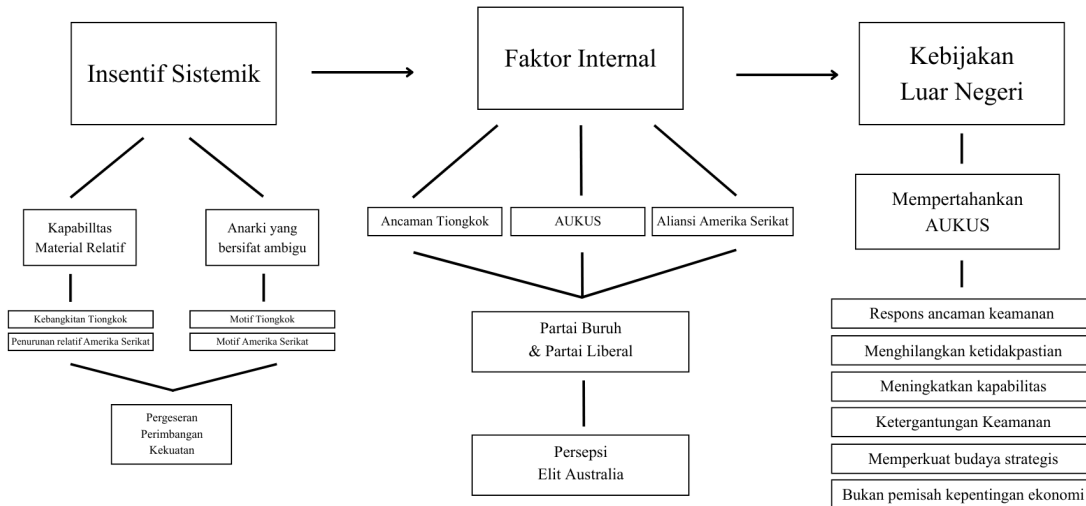 Insentif Sistemik
Kapabilltas
Material Relatif
Anarki yang
bersifat ambigu
Kebangkitan Tiongkok
Penurunan relatif Amerika Serikat
Motif Tiongkok
Motif Amerika Serikat
Pergeseran
Perimbangan
Kekuatan
Faktor Internal
Ancaman Tiongkok
AUKUS
Aliansi Amerika Serikat
Partai Buruh
& Partai Liberal
Persepsi
Elit Australia
Kebijakan
Luar Negeri
Mempertahankan
AUKUS
Respons ancaman keamanan
Menghilangkan ketidakpastian
Meningkatkan kapabilitas
Ketergantungan Keamanan
Memperkuat budaya strategis
Bukan pemisah kepentingan ekonomi